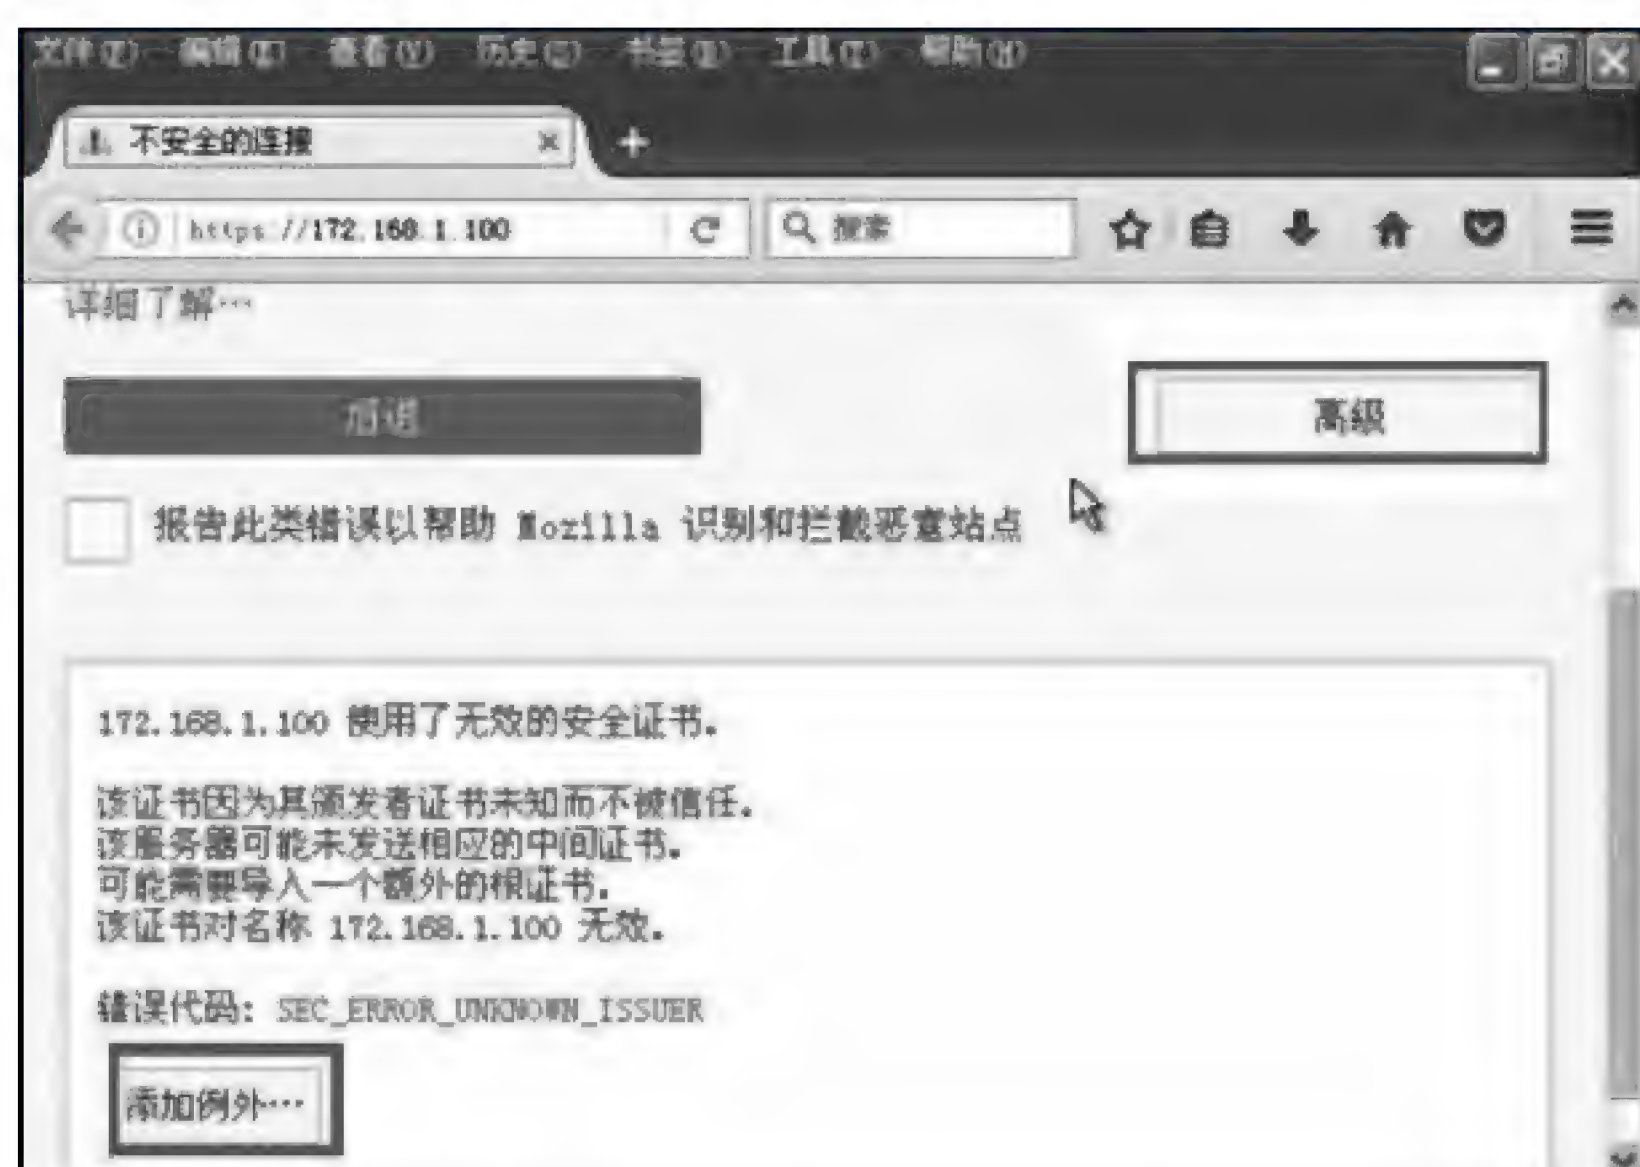 文件(F) 编辑(E) 查看(V) 历史(S) 书签(B) 工具(T) 帮助(H)
不安全的连接
https://172.168.1.100 搜索
详细了解…
高级
报告此类错误以帮助 Mozilla 识别和拦截恶意站点
172.168.1.100 使用了无效的安全证书。
该证书因为其颁发者证书未知而不被信任。
该服务器可能未发送相应的中间证书。
可能需要导入一个额外的根证书。
该证书对名称 172.168.1.100 无效。
错误代码: SEC_ERROR_UNKNOWN_ISSUER
添加例外…